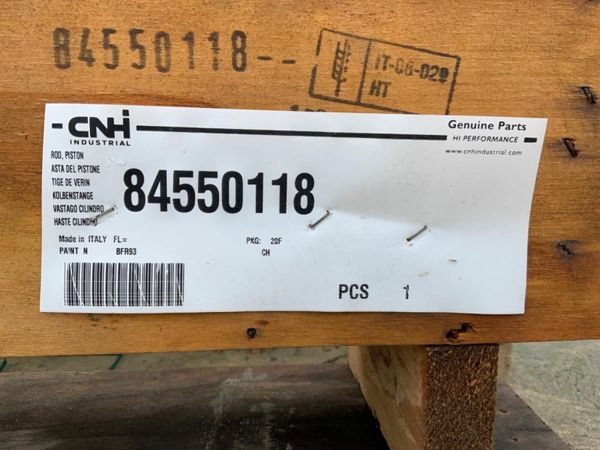 84550118--
IT-08-029
HT
CNH
INDUSTRIAL
Genuine Parts
HI PERFORMANCE
www.cnhindustrial.com
ROD, PISTON
ASTA DEL PISTONE
TIGE DE VERIN
KOLBENSTANGE
VASTAGO CILINDRO
HASTE CILINDRO
84550118
Made in ITALY FL=
PKG: 20F
PAINT N BFR93
CH
PCS 1